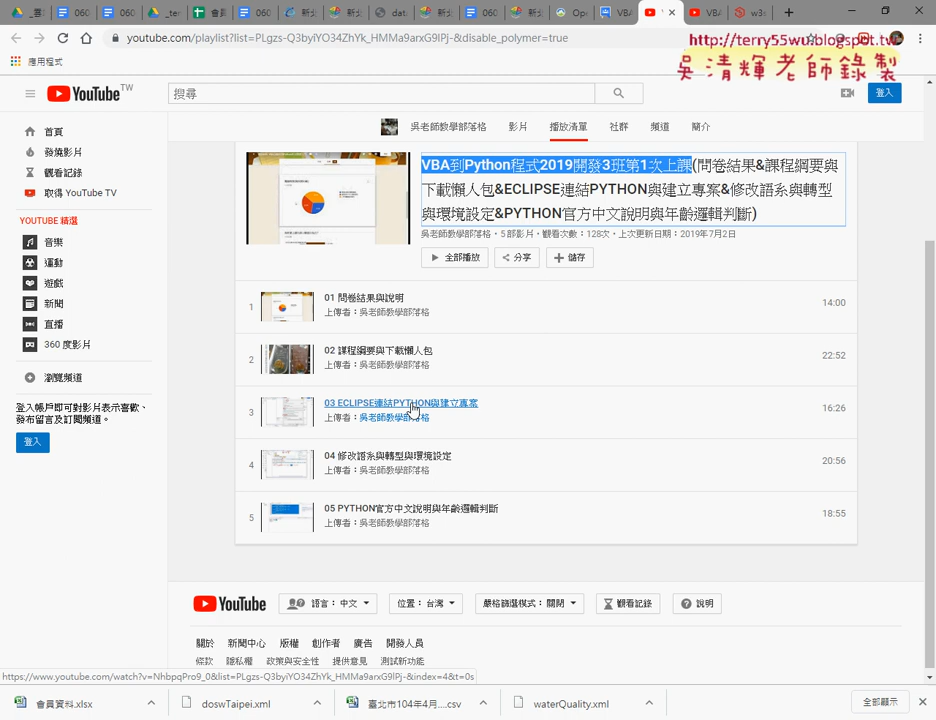 060
060
_ter
會員
060
新北
新北
dat
新北
060
新北
Ope
VBA
VBA
w3s
youtube.com/playlist?list=PLgzs-Q3byiYO34ZhYk_HMMa9arxG9lPj-&disable_polymer=true
http://terry55wu.blogspot.tw
吳清輝老師錄製
應用程式
YouTube TW
搜尋
登入
首頁
發燒影片
觀看記錄
取得 YouTube TV
YOUTUBE 精選
音樂
運動
遊戲
新聞
直播
360 度影片
瀏覽頻道
登入帳戶即可對影片表示喜歡、
發布留言及訂閱頻道。
登入
吳老師教學部落格
影片
播放清單
社群
頻道
簡介
VBA到Python程式2019開發3班第1次上課(問卷結果&課程綱要與
下載懶人包&ECLIPSE連結PYTHON與建立專案&修改語系與轉型
與環境設定&PYTHON官方中文說明與年齡邏輯判斷)
吳老師教學部落格・5 部影片・觀看次數：128次・上次更新日期：2019年7月2日
全部播放
分享
儲存
1
01 問卷結果與說明
上傳者：吳老師教學部落格
14:00
2
02 課程綱要與下載懶人包
上傳者：吳老師教學部落格
22:52
3
03 ECLIPSE連結PYTHON與建立專案
上傳者：吳老師教學部落格
16:26
4
04 修改語系與轉型與環境設定
上傳者：吳老師教學部落格
20:56
5
05 PYTHON官方中文說明與年齡邏輯判斷
上傳者：吳老師教學部落格
18:55
YouTube
語言：中文
位置：台灣
嚴格篩選模式：關閉
觀看記錄
說明
關於
新聞中心
版權
創作者
廣告
開發人員
條款
隱私權
政策與安全性
提供意見
測試新功能
https://www.youtube.com/watch?v=NhbpqPro9_0&list=PLgzs-Q3byiYO34ZhYk_HMMa9arxG9lPj-&index=4&t=0s
會員資料.xlsx
doswTaipei.xml
臺北市104年4月....csv
waterQuality.xml
全部顯示